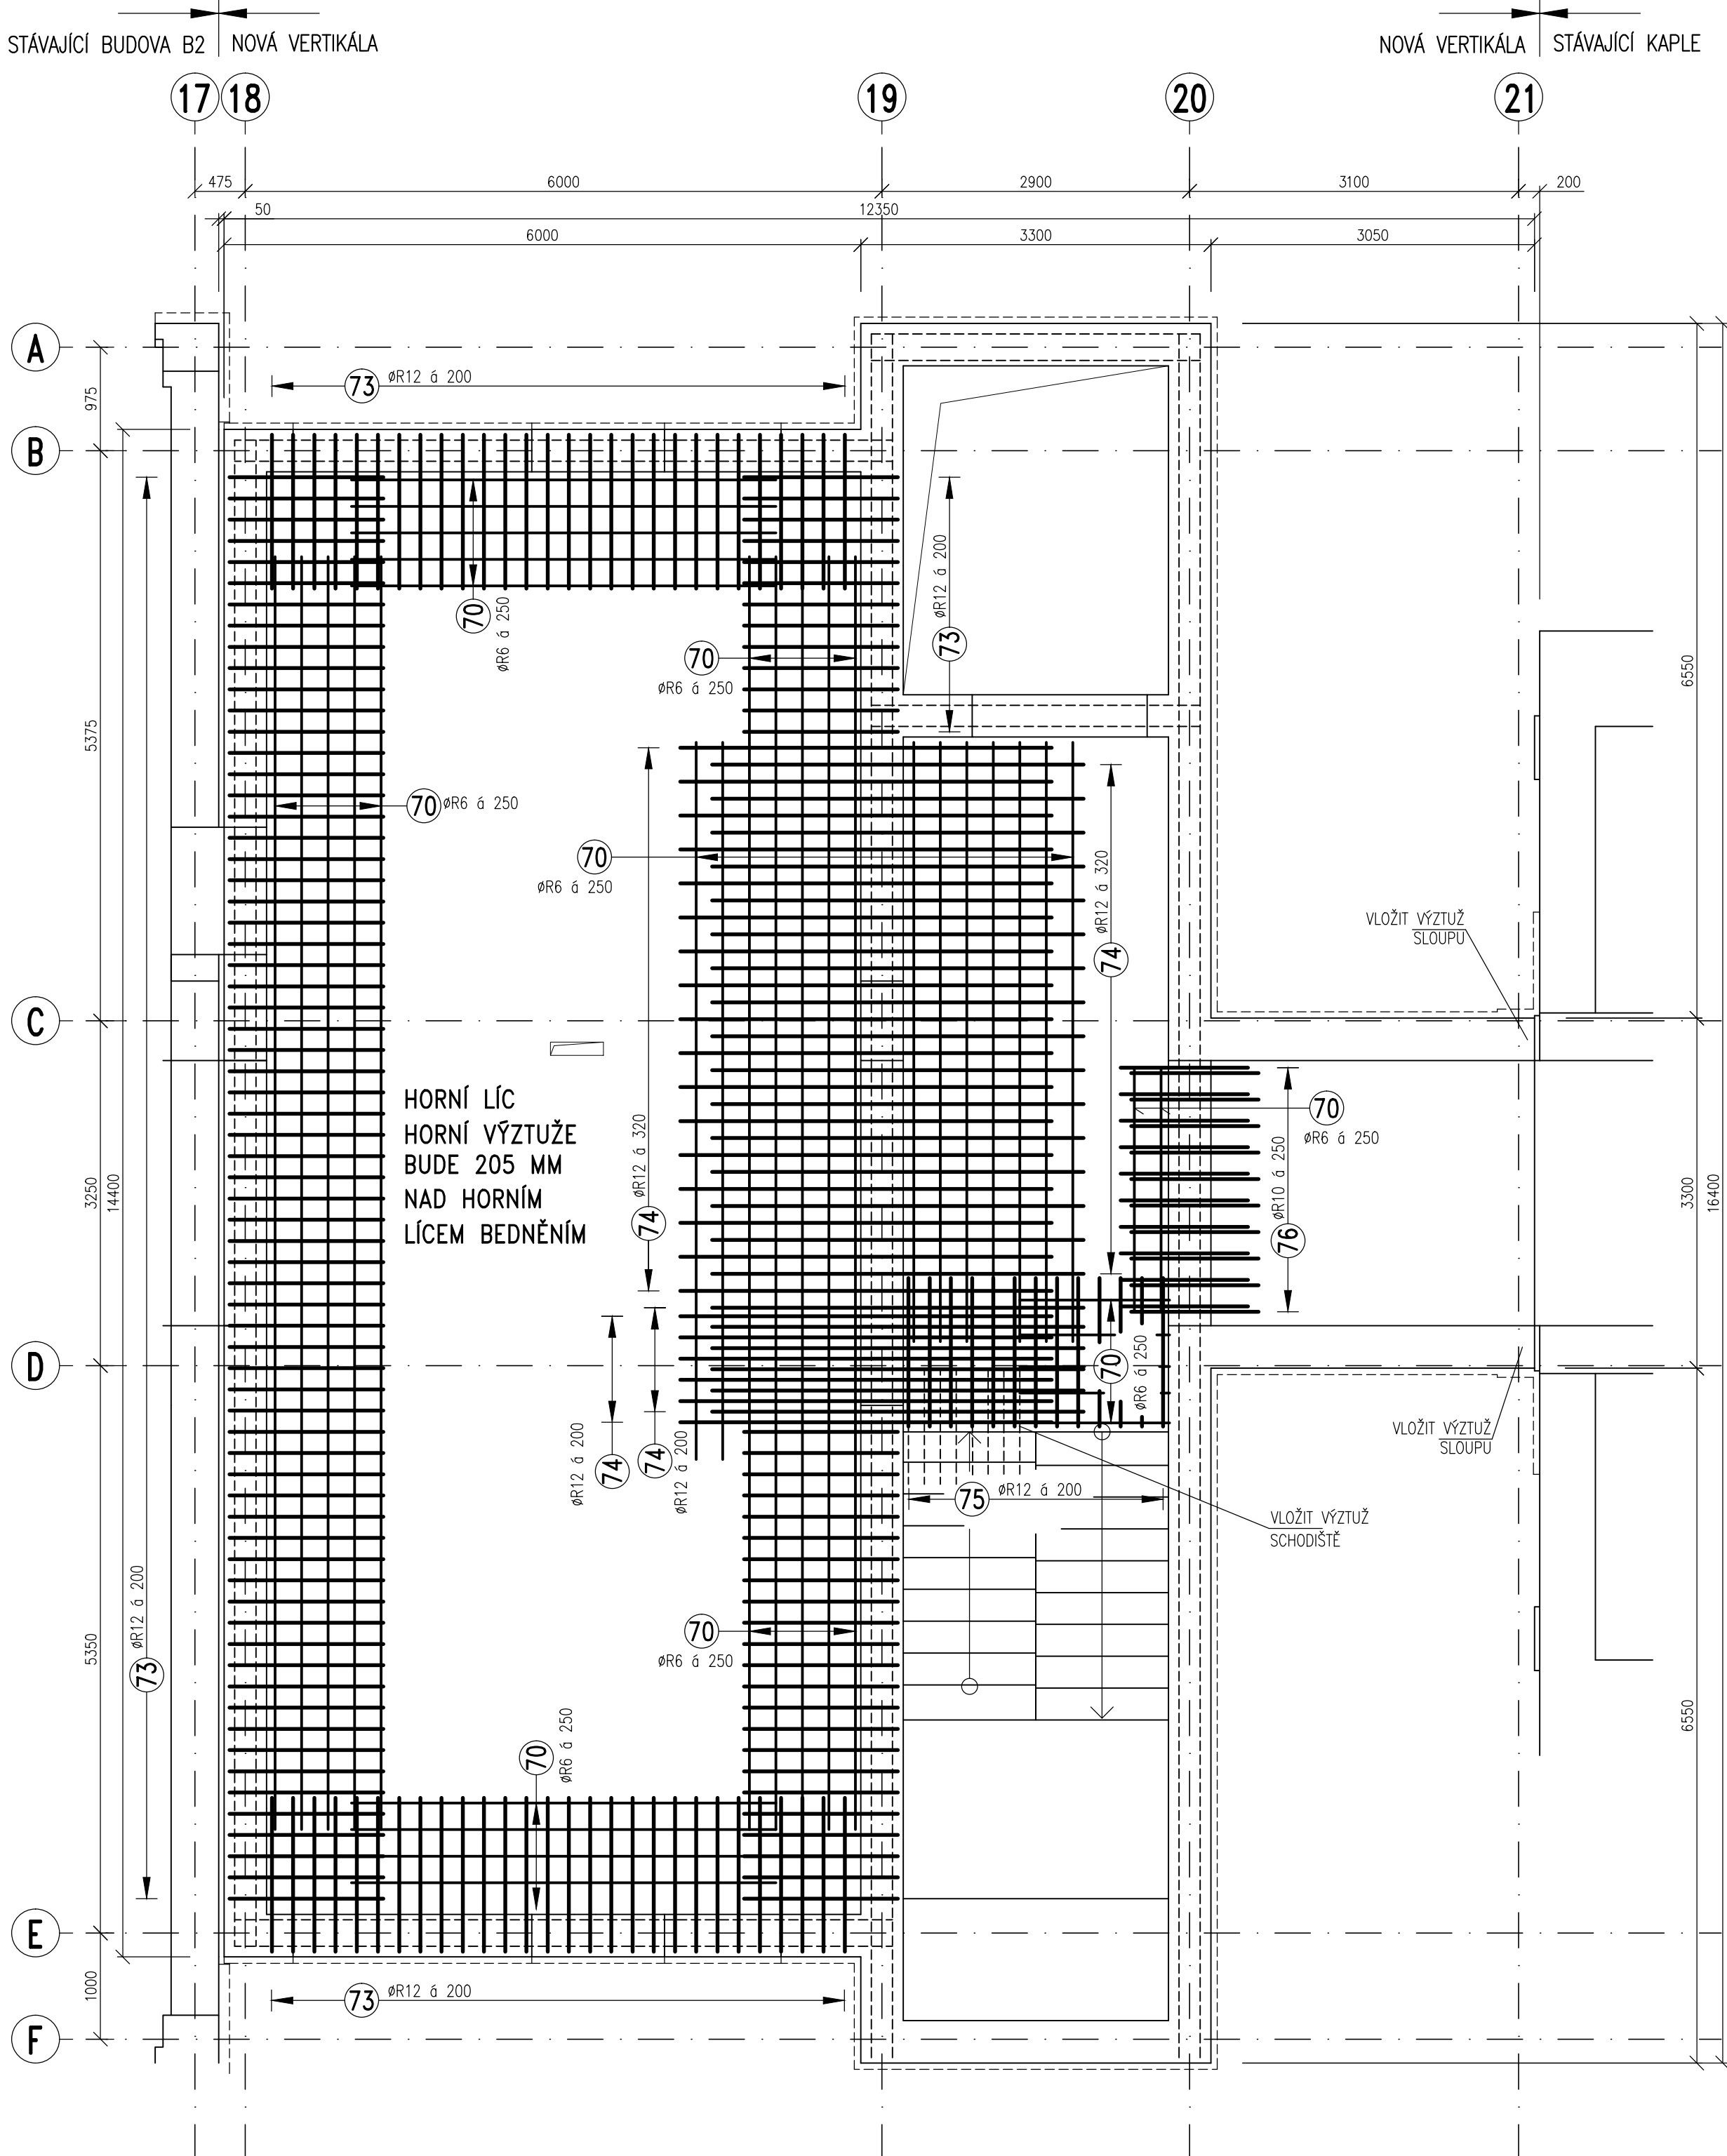 STÁVAJÍCÍ BUDOVA B2
NOVÁ VERTIKÁLA
NOVÁ VERTIKÁLA
STÁVAJÍCÍ KAPLE
17
18
19
20
21
475
6000
2900
3100
200
50
12350
6000
3300
3050
A
B
C
D
E
F
975
5375
3250
14400
5350
1000
6550
3300
16400
6550
73
øR12 á 200
70
øR6 á 250
70
øR6 á 250
73
øR12 á 200
70
øR6 á 250
70
øR6 á 250
74
øR12 á 320
VLOŽIT VÝZTUŽ
SLOUPU
HORNÍ LÍC
HORNÍ VÝZTUŽE
BUDE 205 MM
NAD HORNÍM
LÍCEM BEDNĚNÍM
74
øR12 á 320
70
øR6 á 250
76
øR10 á 250
70
øR6 á 250
74
øR12 á 200
74
øR12 á 200
75
øR12 á 200
VLOŽIT VÝZTUŽ
SLOUPU
VLOŽIT VÝZTUŽ
SCHODIŠTĚ
73
øR12 á 200
70
øR6 á 250
70
øR6 á 250
73
øR12 á 200